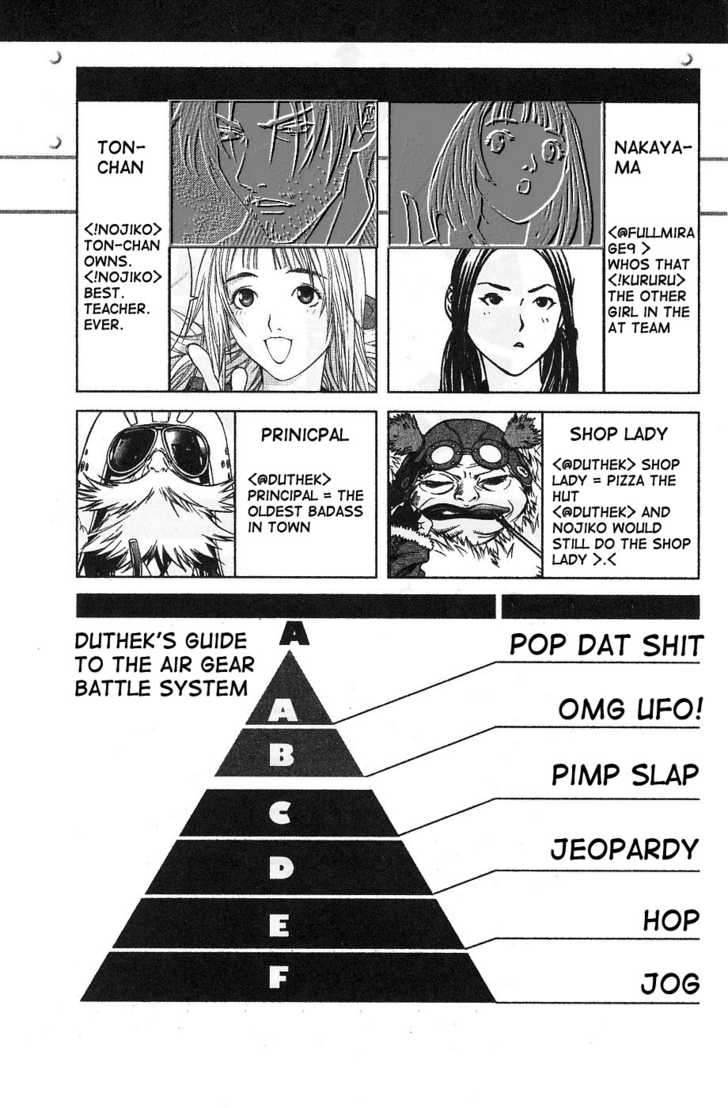 TON-
CHAN
<!NOJIKO>
TON-CHAN
OWNS.
<!NOJIKO>
BEST.
TEACHER.
EVER.
NAKAYA-
MA
<@FULLMIRA
GE9 >
WHOS THAT
<!KURURU>
THE OTHER
GIRL IN THE
AT TEAM
PRINICPAL
<@DUTHEK>
PRINCIPAL = THE
OLDEST BADASS
IN TOWN
SHOP LADY
<@DUTHEK> SHOP
LADY = PIZZA THE
HUT
<@DUTHEK> AND
NOJIKO WOULD
STILL DO THE SHOP
LADY >.<
DUTHEK'S GUIDE
TO THE AIR GEAR
BATTLE SYSTEM
A
POP DAT SHIT
A
OMG UFO!
B
PIMP SLAP
C
JEOPARDY
D
HOP
E
JOG
F